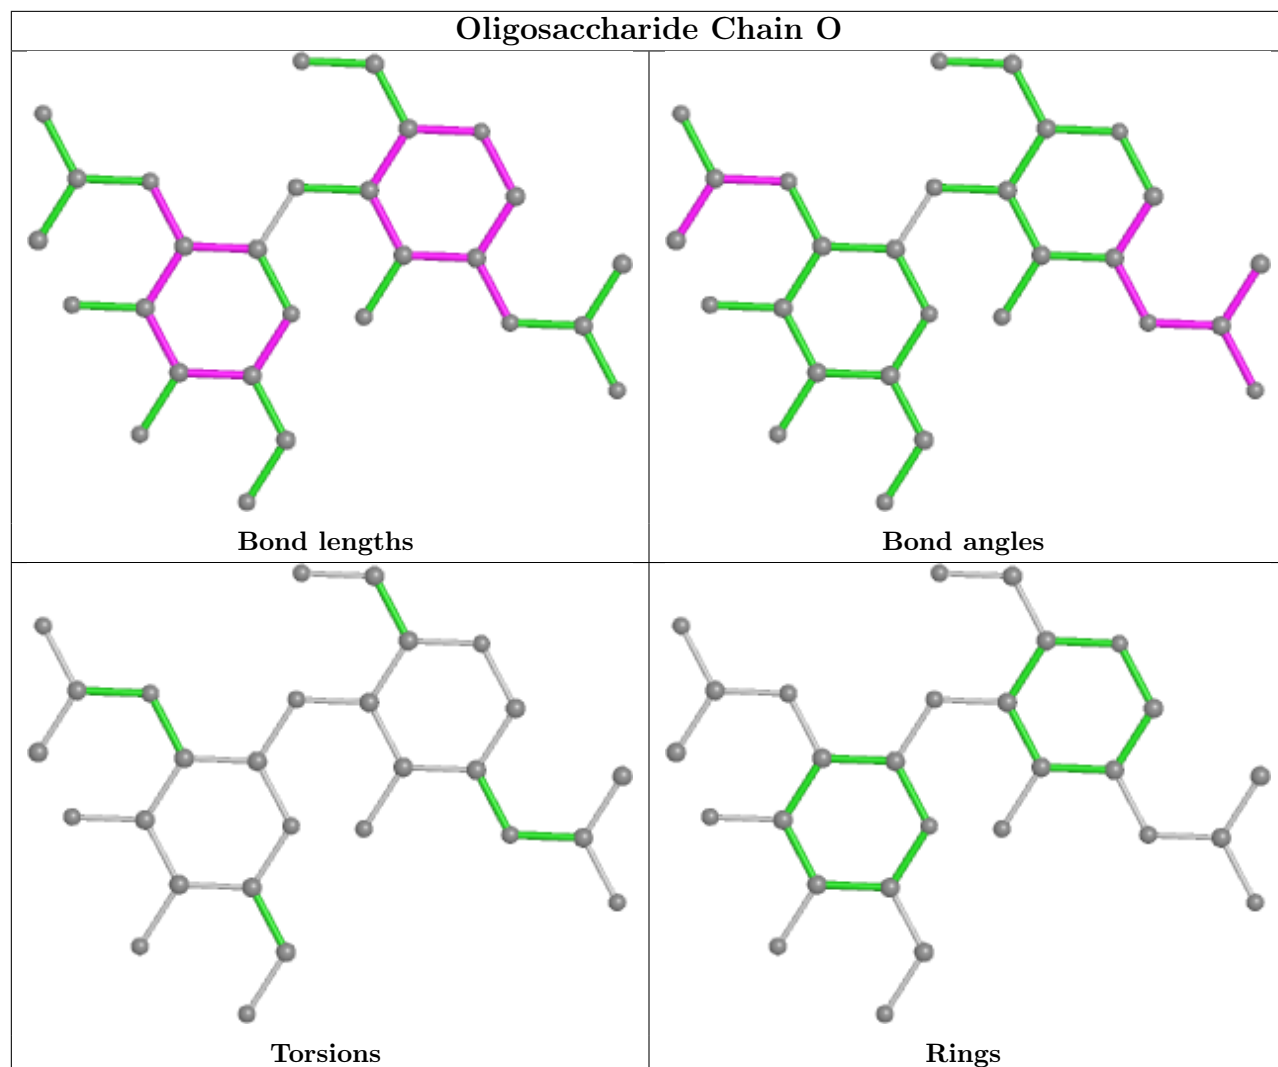 Oligosaccharide Chain O
Bond lengths
Bond angles
Torsions
Rings